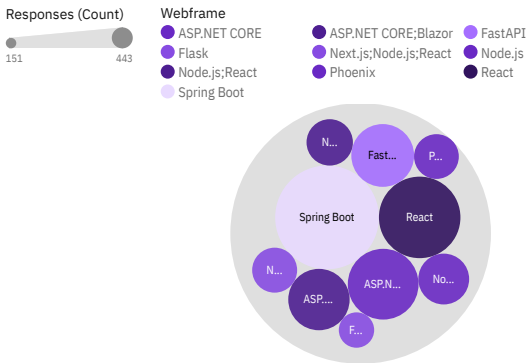 Responses (Count)
151
443
Webframe
ASP.NET CORE
ASP.NET CORE;Blazor
FastAPI
Flask
Next.js;Node.js;React
Node.js
Node.js;React
Phoenix
React
Spring Boot
N...
Fast...
P...
Spring Boot
React
N...
ASP....
ASP.N...
No...
F...